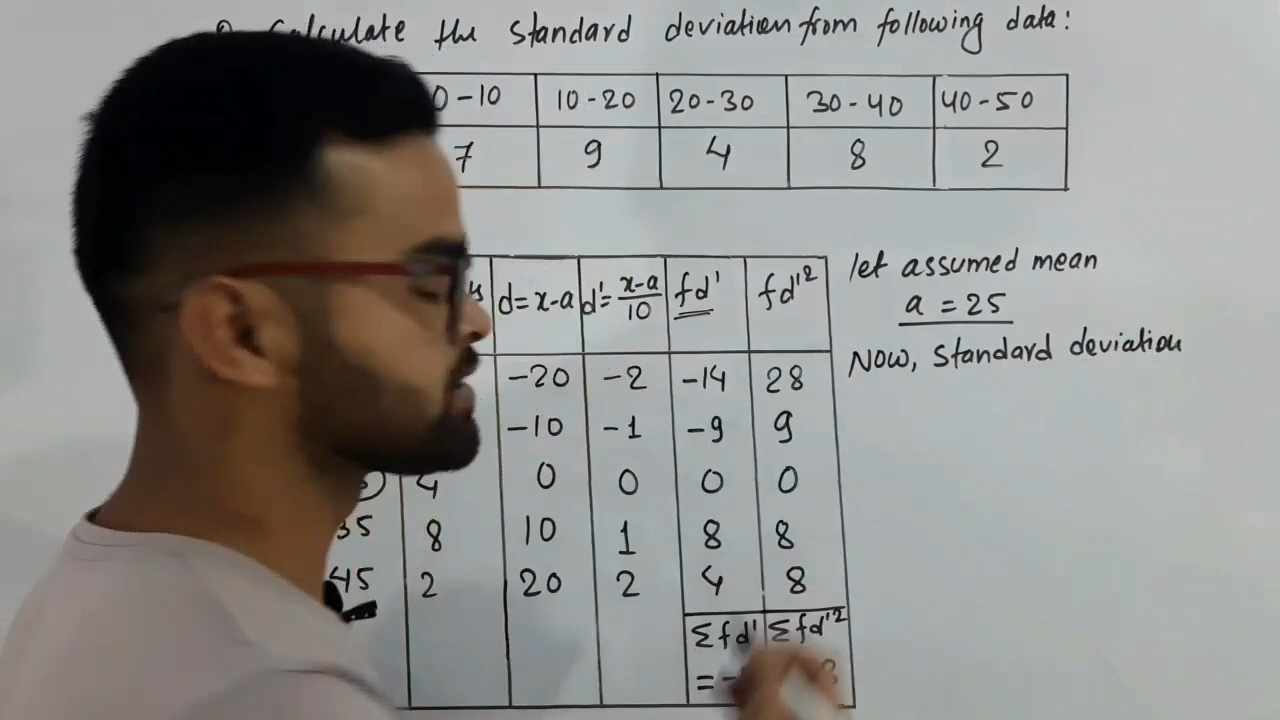 Calculate the standard deviation from following data:
0-10 10-20 20-30 30-40 40-50
7 9 4 8 2
d=x-a d'=x-a/10 fd' fd'²
-20 -2 -14 28
-10 -1 -9 9
4 0 0 0 0
35 8 10 1 8 8
45 2 20 2 4 8
Σfd' Σfd'²
= -
let assumed mean
a = 25
Now, Standard deviation